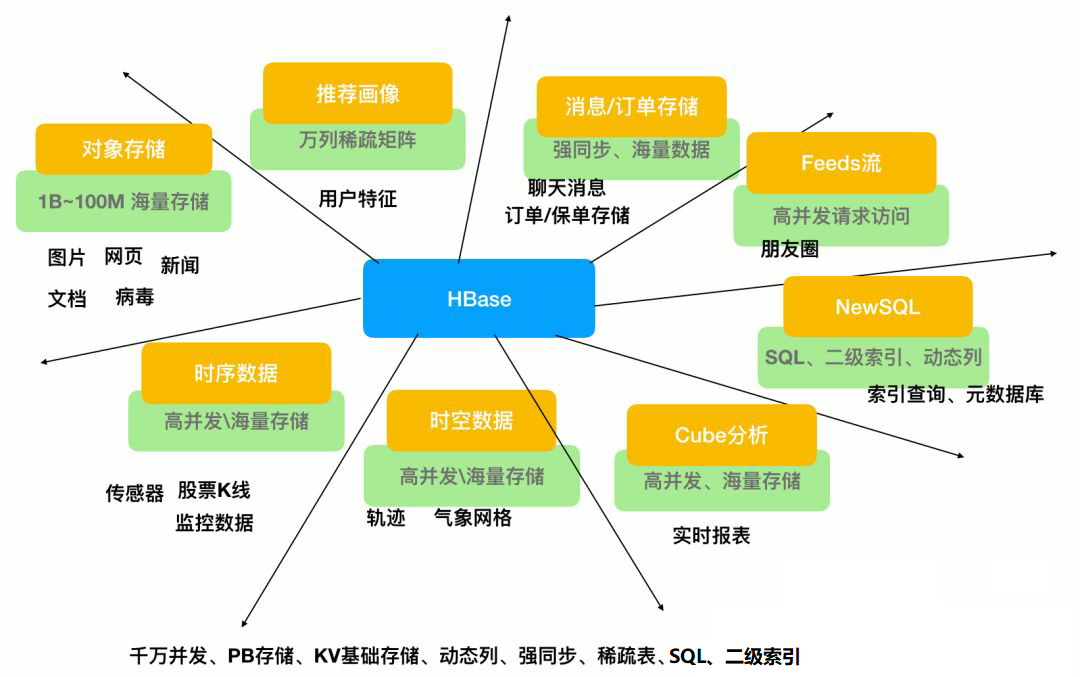 推荐画像
万列稀疏矩阵
用户特征
消息/订单存储
强同步、海量数据
聊天消息
订单/保单存储
对象存储
1B~100M 海量存储
图片 网页 新闻
文档 病毒
Feeds流
高并发请求访问
朋友圈
HBase
NewSQL
SQL、二级索引、动态列
索引查询、元数据库
时序数据
高并发\海量存储
传感器 股票K线
监控数据
时空数据
高并发\海量存储
轨迹 气象网格
Cube分析
高并发、海量存储
实时报表
千万并发、PB存储、KV基础存储、动态列、强同步、稀疏表、SQL、二级索引